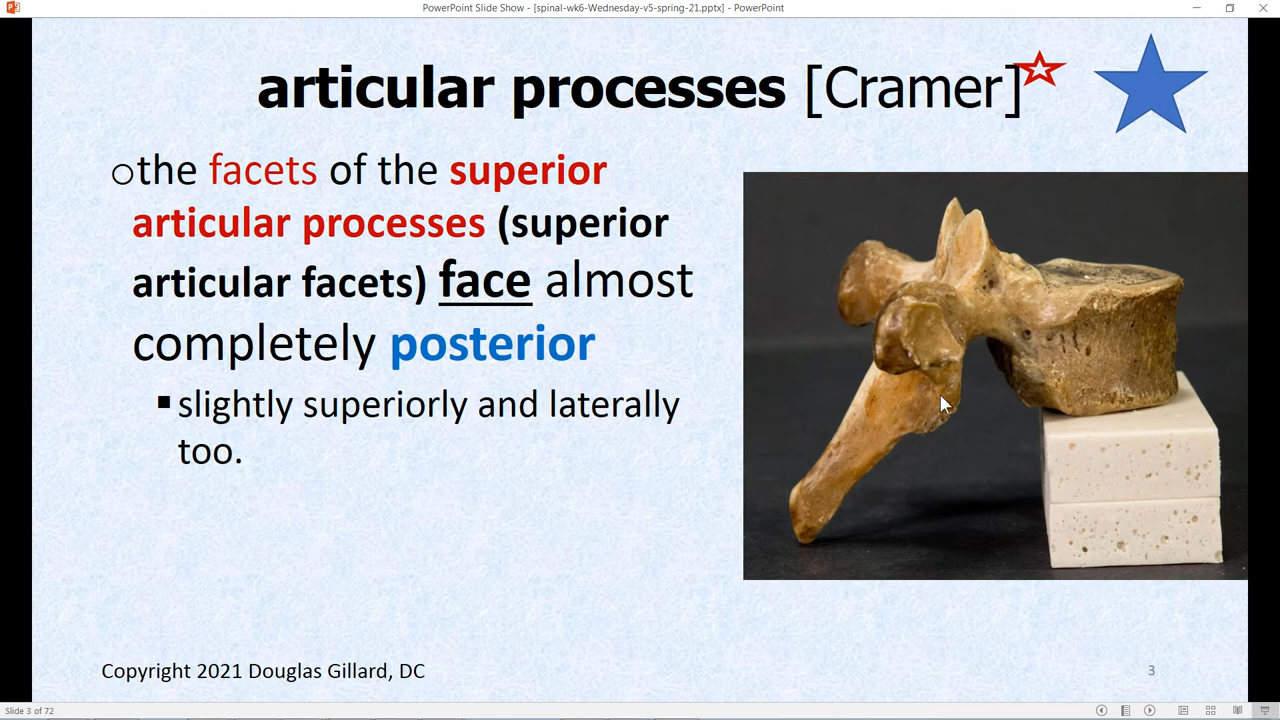 PowerPoint Slide Show - [spinal-wk6-Wednesday-v5-spring-21.pptx] - PowerPoint
articular processes [Cramer]
the facets of the superior
articular processes (superior
articular facets) face almost
completely posterior
slightly superiorly and laterally
too.
Copyright 2021 Douglas Gillard, DC
3
Slide 3 of 72